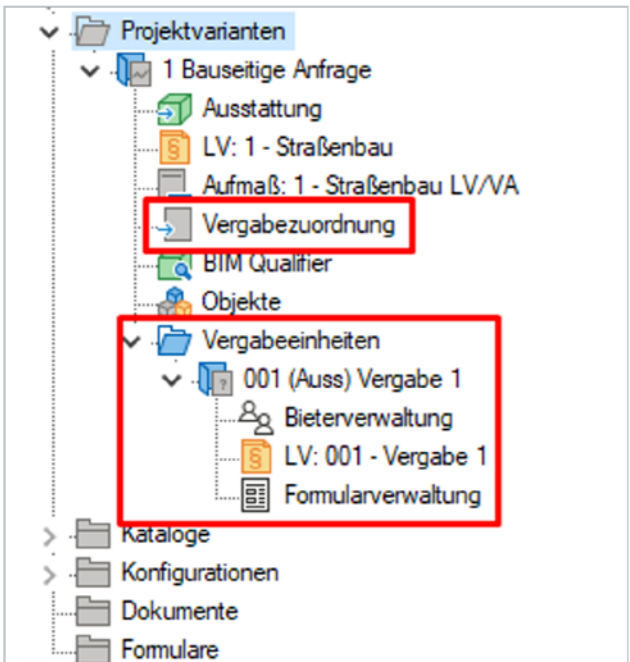 Projektvarianten
1 Bauseitige Anfrage
Ausstattung
LV: 1 - Straßenbau
Aufmaß: 1 - Straßenbau LV/VA
Vergabezuordnung
BIM Qualifier
Objekte
Vergabeeinheiten
001 (Auss) Vergabe 1
Bieterverwaltung
LV: 001 - Vergabe 1
Formularverwaltung
Kataloge
Konfigurationen
Dokumente
Formulare